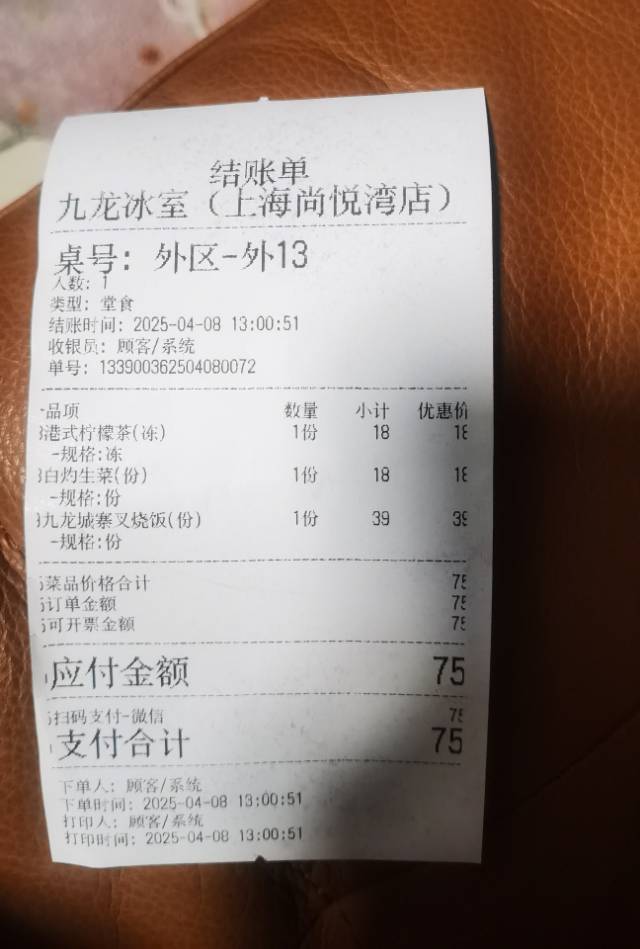 结账单
九龙冰室（上海尚悦湾店）
桌号：外区-外13
人数：1
类型：堂食
结账时间：2025-04-08 13:00:51
收银员：顾客/系统
单号：133900362504080072
品项 数量 小计 优惠价
港式柠檬茶(冻) 1份 18 18
-规格:冻
白灼生菜(份) 1份 18 18
-规格:份
九龙城寨叉烧饭(份) 1份 39 39
-规格:份
菜品价格合计 75
订单金额 75
可开票金额 75
应付金额 75
扫码支付-微信 75
支付合计 75
下单人：顾客/系统
下单时间：2025-04-08 13:00:51
打印人：顾客/系统
打印时间：2025-04-08 13:00:51